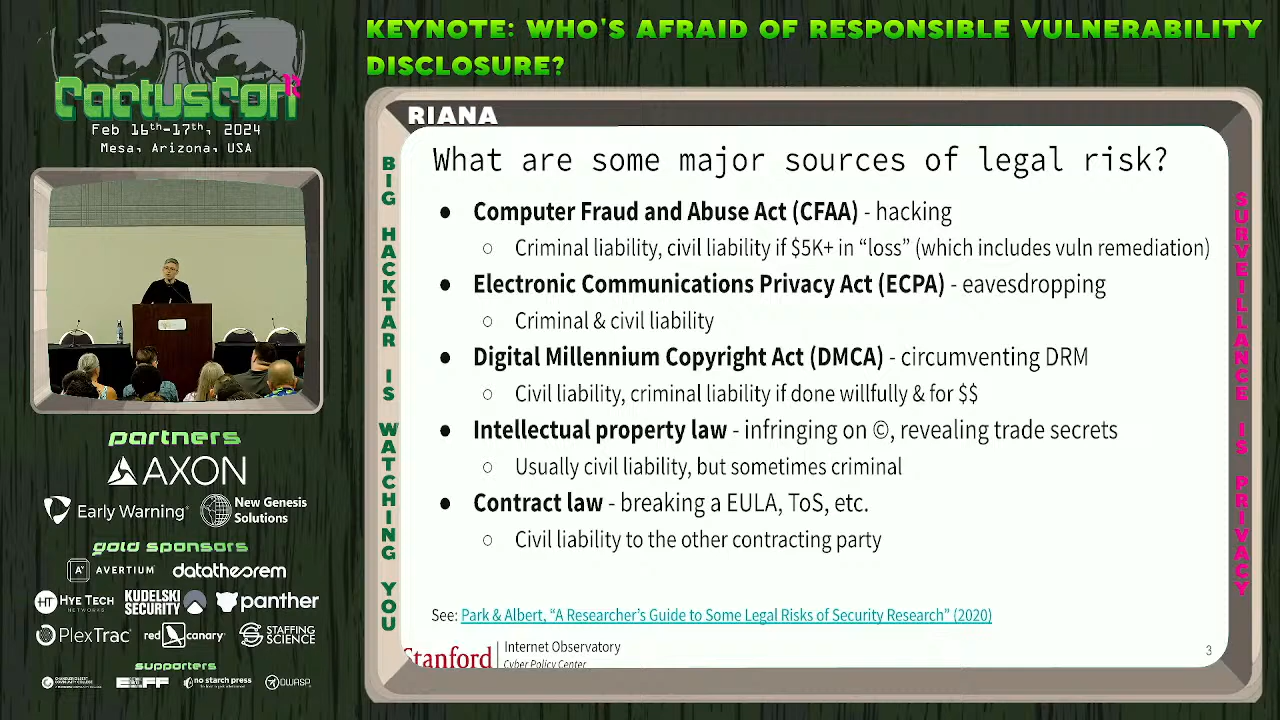 KEYNOTE: WHO'S AFRAID OF RESPONSIBLE VULNERABILITY
DISCLOSURE?
CactusCon
Feb 16th-17th, 2024
Mesa, Arizona, USA
RIANA
BIG HACKTAR IS WATCHING YOU
What are some major sources of legal risk?
● Computer Fraud and Abuse Act (CFAA) - hacking
○ Criminal liability, civil liability if $5K+ in “loss” (which includes vuln remediation)
● Electronic Communications Privacy Act (ECPA) - eavesdropping
○ Criminal & civil liability
● Digital Millennium Copyright Act (DMCA) - circumventing DRM
○ Civil liability, criminal liability if done willfully & for $$
● Intellectual property law - infringing on ©, revealing trade secrets
○ Usually civil liability, but sometimes criminal
● Contract law - breaking a EULA, ToS, etc.
○ Civil liability to the other contracting party
See: Park & Albert, “A Researcher's Guide to Some Legal Risks of Security Research” (2020)
Stanford
Internet Observatory
Cyber Policy Center
3
SURVEILLANCE IS PRIVACY
partners
AXON
Early Warning
New Genesis
Solutions
gold sponsors
AVERTIUM
datatheorem
HT HYE TECH
NETWORKS
KUDELSKI
SECURITY
panther
PlexTrac
red canary
STAFFING
SCIENCE
supporters
EFF
no starch press
OWASP